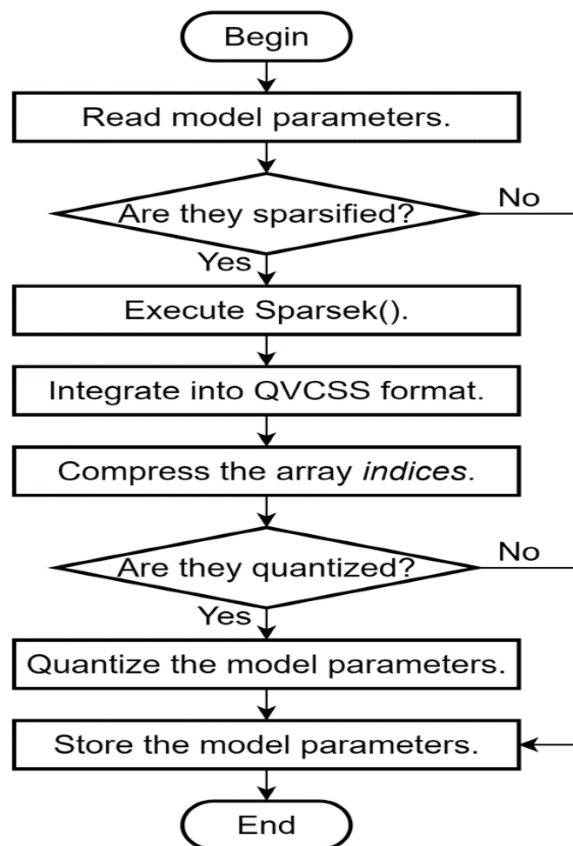 Begin
Read model parameters.
Are they sparsified?
No
Yes
Execute Sparsek().
Integrate into QVCSS format.
Compress the array indices.
Are they quantized?
No
Yes
Quantize the model parameters.
Store the model parameters.
End